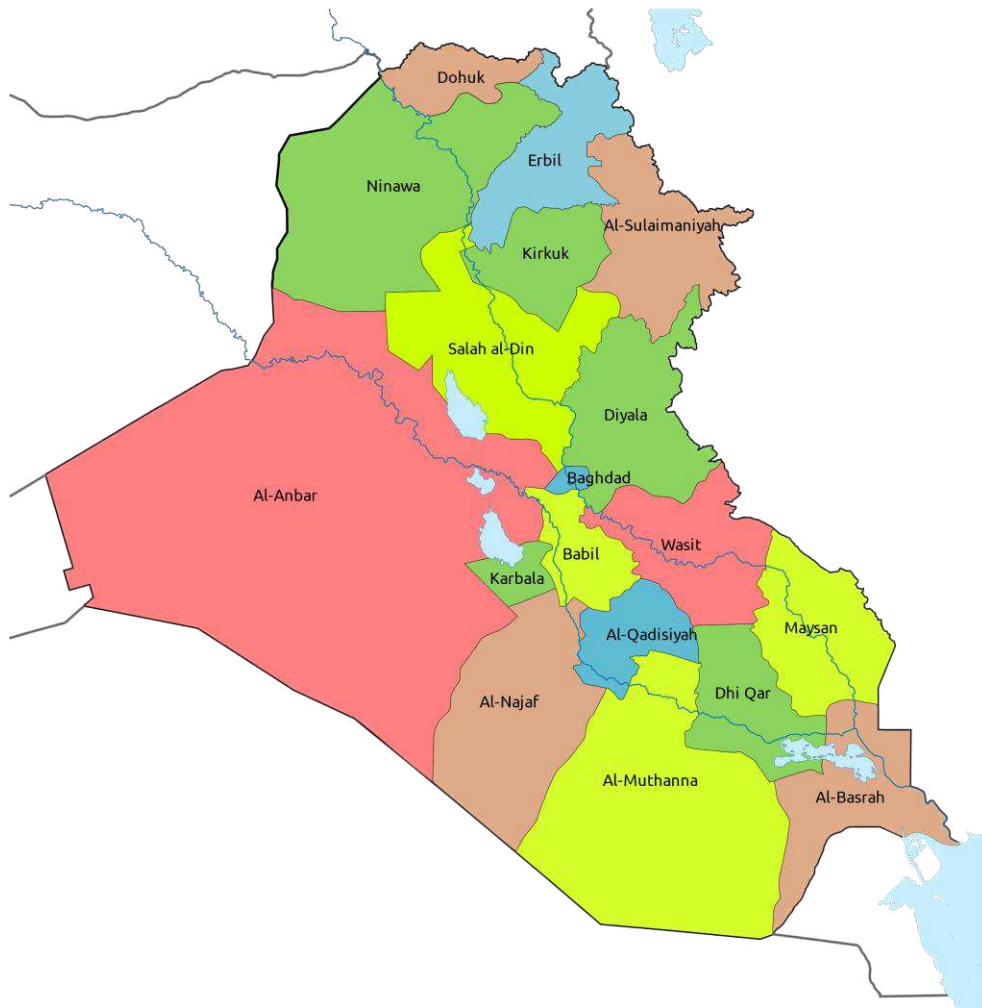 Dohuk
Erbil
Ninawa
Al-Sulaimaniyah
Kirkuk
Salah al-Din
Diyala
Baghdad
Al-Anbar
Wasit
Babil
Karbala
Maysan
Al-Qadisiyah
Dhi Qar
Al-Najaf
Al-Muthanna
Al-Basrah